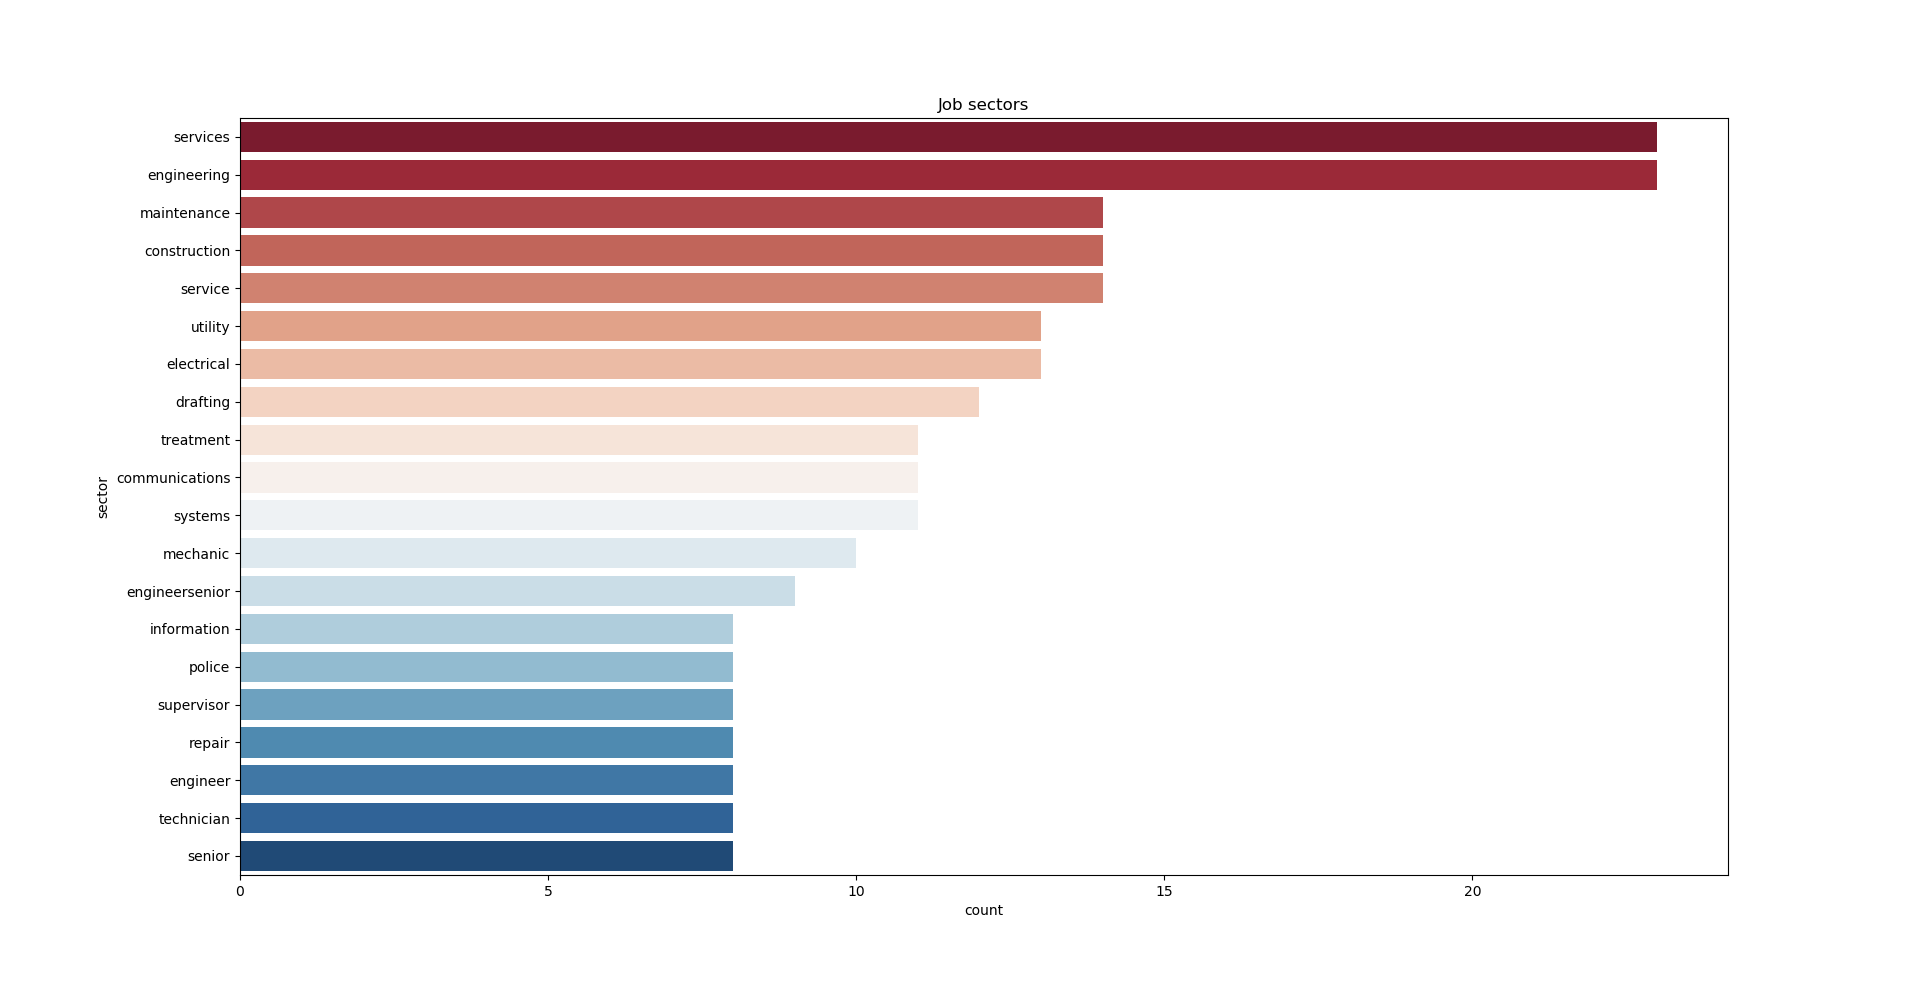 Job sectors
services
engineering
maintenance
construction
service
utility
electrical
drafting
treatment
communications
systems
mechanic
engineersenior
information
police
supervisor
repair
engineer
technician
senior
sector
0 5 10 15 20
count